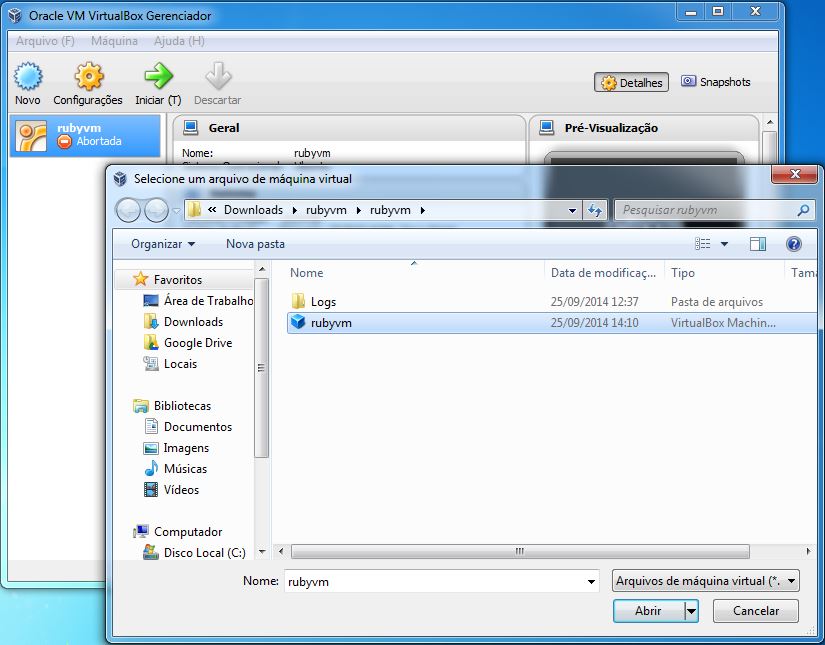 Oracle VM VirtualBox Gerenciador
Arquivo (F) Máquina Ajuda (H)
Novo Configurações Iniciar (T) Descartar
Detalhes Snapshots
rubyvm
Abortada
Geral
Nome: rubyvm
Pré-Visualização
Selecione um arquivo de máquina virtual
« Downloads rubyvm rubyvm
Pesquisar rubyvm
Organizar Nova pasta
Nome Data de modificaç... Tipo Tama
Favoritos
Área de Trabalho
Downloads
Google Drive
Locais
Bibliotecas
Documentos
Imagens
Músicas
Vídeos
Computador
Disco Local (C:)
Logs 25/09/2014 12:37 Pasta de arquivos
rubyvm 25/09/2014 14:10 VirtualBox Machin...
Nome: rubyvm
Arquivos de máquina virtual (*.
Abrir Cancelar